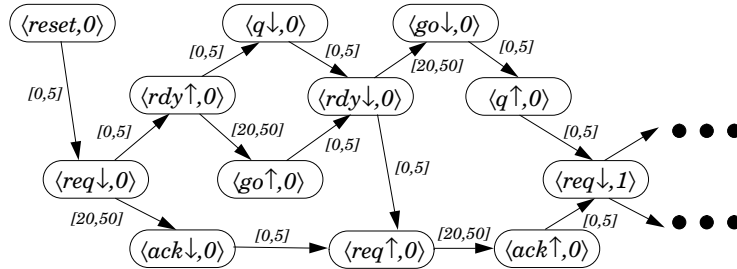 ⟨reset,0⟩ ⟨q↓,0⟩ ⟨go↓,0⟩
[0,5] [0,5] [0,5]
[0,5] ⟨rdy↑,0⟩ ⟨rdy↓,0⟩ [20,50] ⟨q↑,0⟩
[0,5] [20,50] [0,5] [0,5]
[0,5]
⟨req↓,0⟩ ⟨go↑,0⟩ ⟨req↓,1⟩
[20,50] [0,5]
⟨ack↓,0⟩ [0,5] ⟨req↑,0⟩ [20,50] ⟨ack↑,0⟩